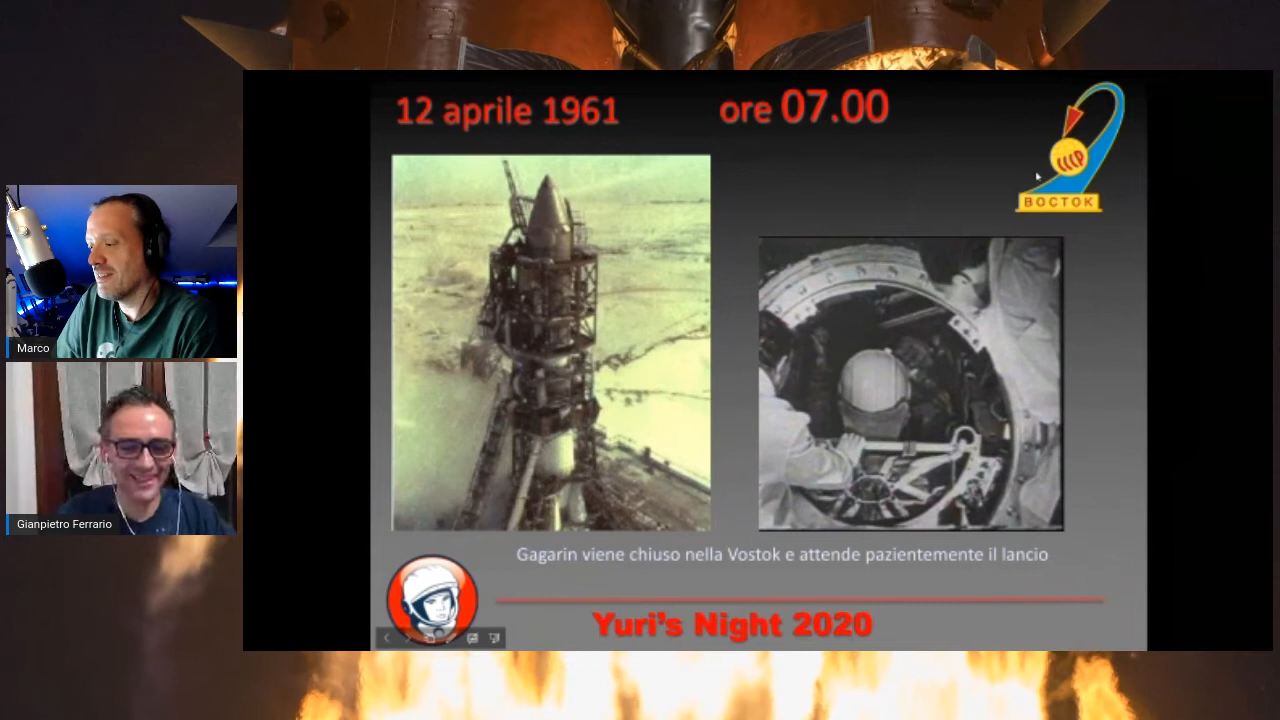 12 aprile 1961
ore 07.00
СССР
ВОСТОК
Marco
Gianpietro Ferrario
Gagarin viene chiuso nella Vostok e attende pazientemente il lancio
Yuri's Night 2020